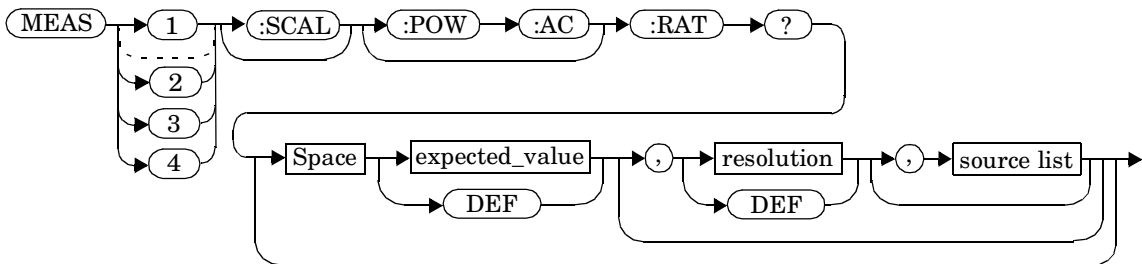 MEAS 1 :SCAL :POW :AC :RAT ?
2
3
4
Space expected_value , resolution , source list
DEF DEF